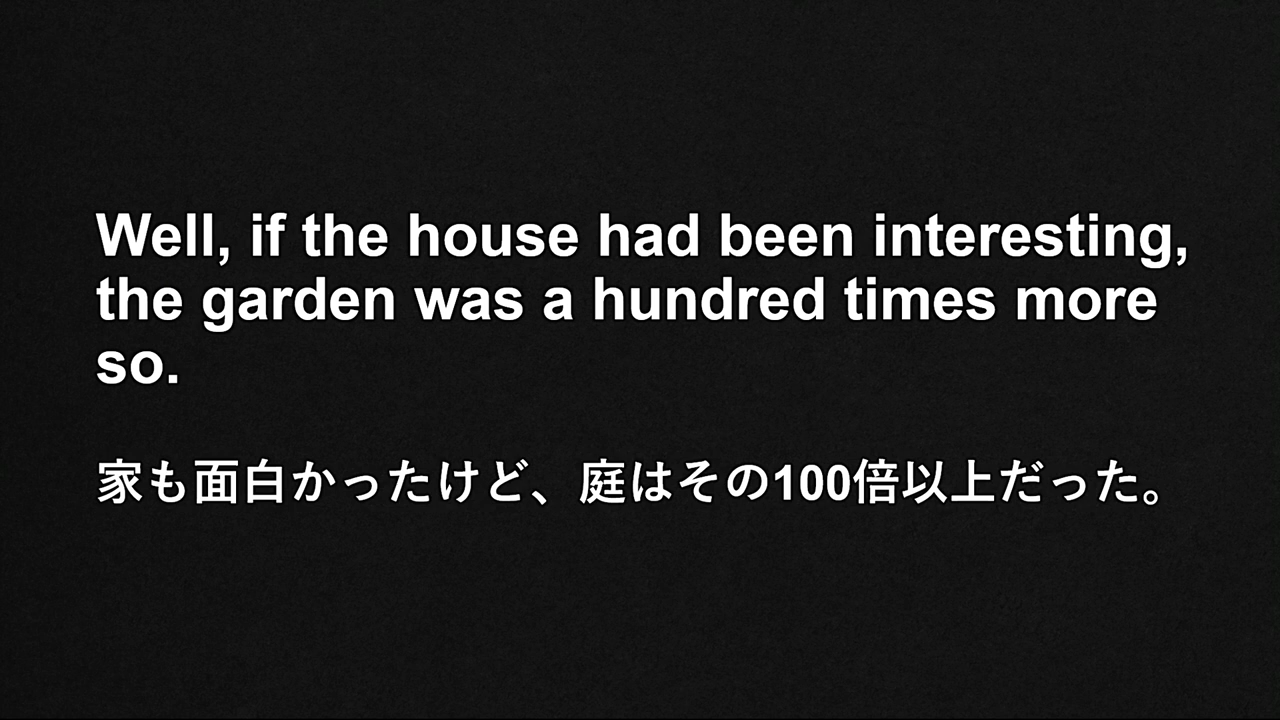 Well, if the house had been interesting,
the garden was a hundred times more
so.
家も面白かったけど、庭はその100倍以上だった。